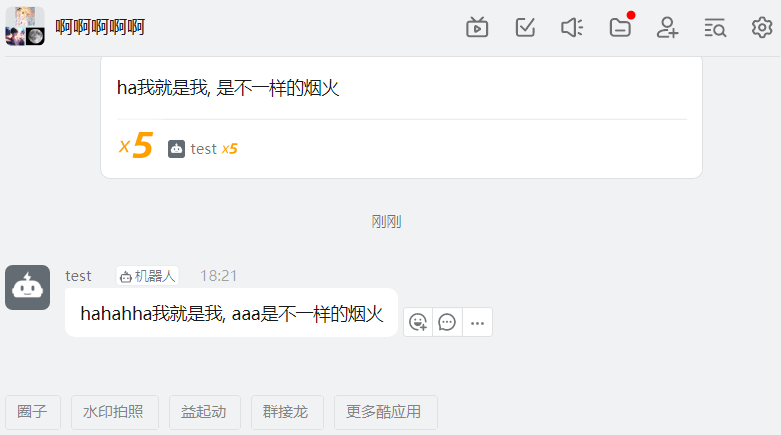 啊啊啊啊啊
ha我就是我, 是不一样的烟火
x5 test x5
刚刚
test 机器人 18:21
hahahha我就是我, aaa是不一样的烟火
圈子 水印拍照 益起动 群接龙 更多酷应用